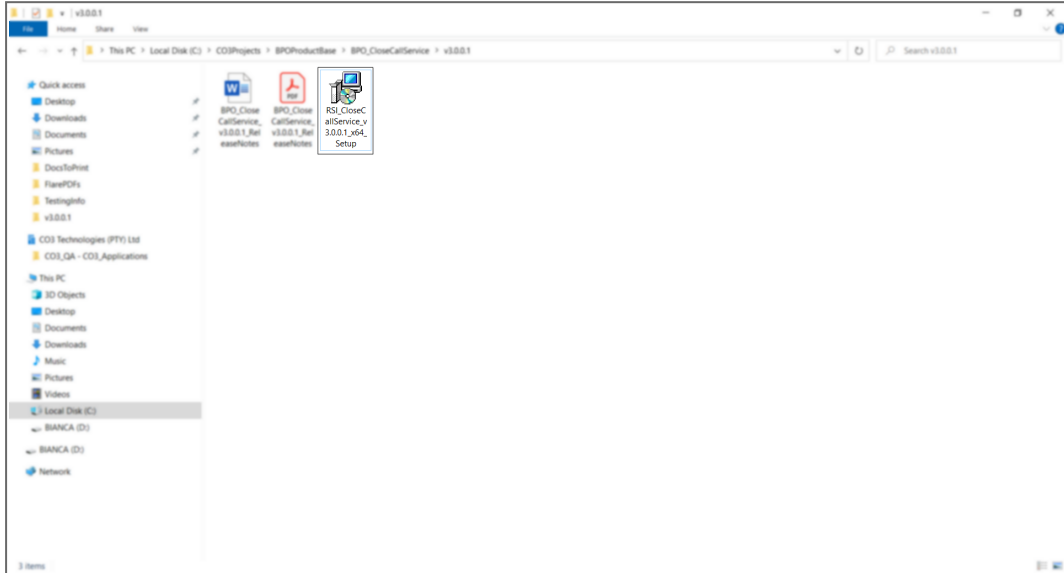 v3.0.0.1
File Home Share View
This PC > Local Disk (C:) > CO3Projects > BPOProductBase > BPO_CloseCallService > v3.0.0.1
Search v3.0.0.1
Quick access
Desktop
Downloads
Documents
Pictures
DocsToPrint
FlarePDFs
TestingInfo
v3.0.0.1
CO3 Technologies (PTY) Ltd
CO3_QA - CO3_Applications
This PC
3D Objects
Desktop
Documents
Downloads
Music
Pictures
Videos
Local Disk (C:)
BIANCA (D:)
BIANCA (D:)
Network
BPO_Close
CallService_
v3.0.0.1_Rel
easeNotes
PDF
BPO_Close
CallService_
v3.0.0.1_Rel
easeNotes
RSI_CloseC
allService_v
3.0.0.1_x64_
Setup
3 items